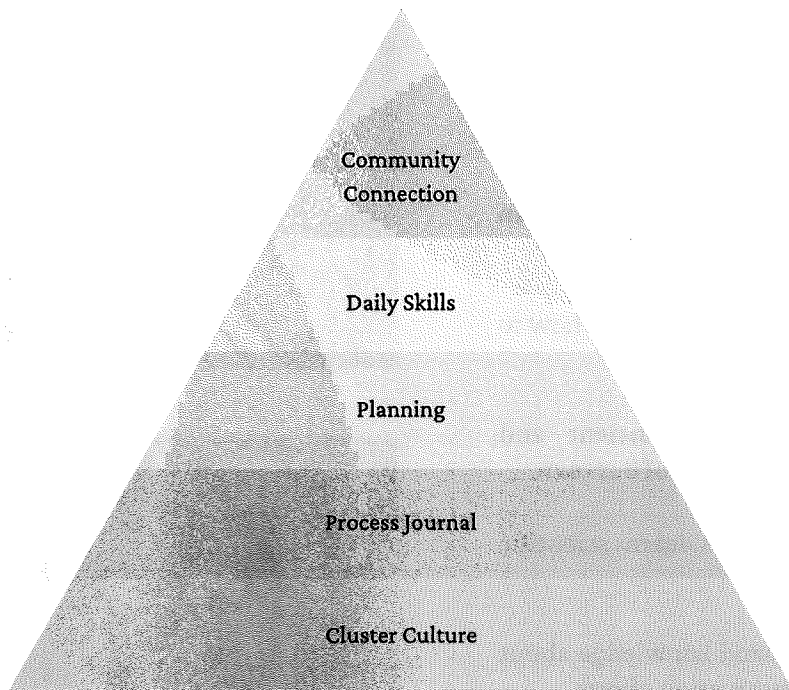 Community
Connection
Daily Skills
Planning
Process Journal
Cluster Culture